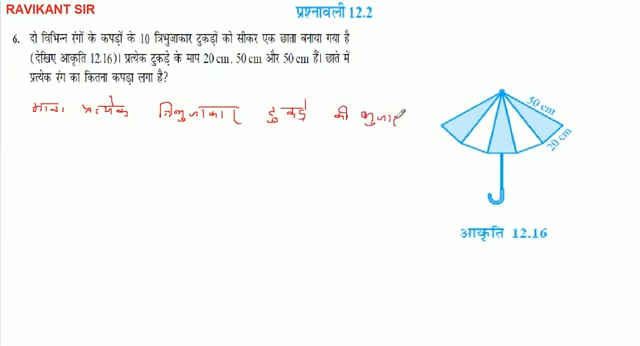 RAVIKANT SIR
प्रश्नावली 12.2
6. दो विभिन्न रंगों के कपड़ों के 10 त्रिभुजाकार टुकड़ों को सीकर एक छाता बनाया गया है
(देखिए आकृति 12.16)। प्रत्येक टुकड़े के माप 20 cm, 50 cm और 50 cm हैं। छाते में
प्रत्येक रंग का कितना कपड़ा लगा है?
माना प्रत्येक त्रिभुजाकार टुकड़े की भुजाए
50 cm
20 cm
आकृति 12.16